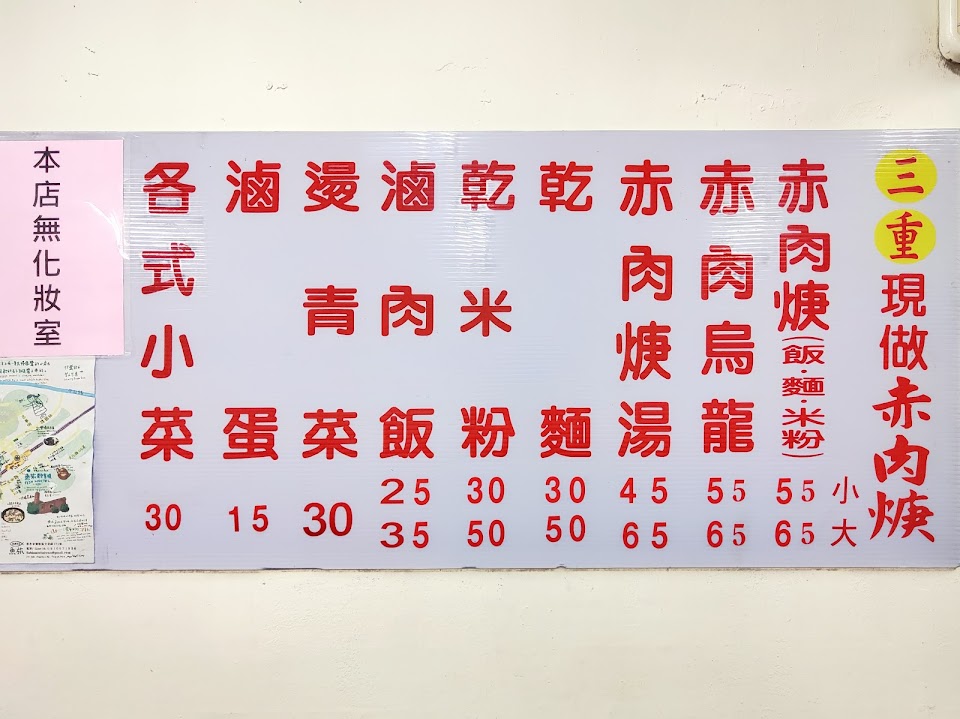 三重現做赤肉焿
赤肉焿(飯·麵·米粉) 55 小 65 大
赤肉烏龍 55 65
赤肉焿湯 45 65
乾麵 30 50
乾米粉 30 50
滷肉飯 25 35
燙青菜 30
滷蛋 15
各式小菜 30
本店無化妝室